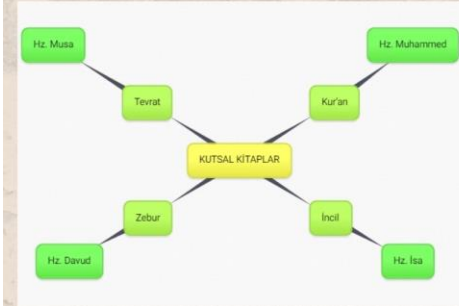 Hz. Musa
Hz. Muhammed
Tevrat
Kur'an
KUTSAL KİTAPLAR
Zebur
İncil
Hz. Davud
Hz. İsa